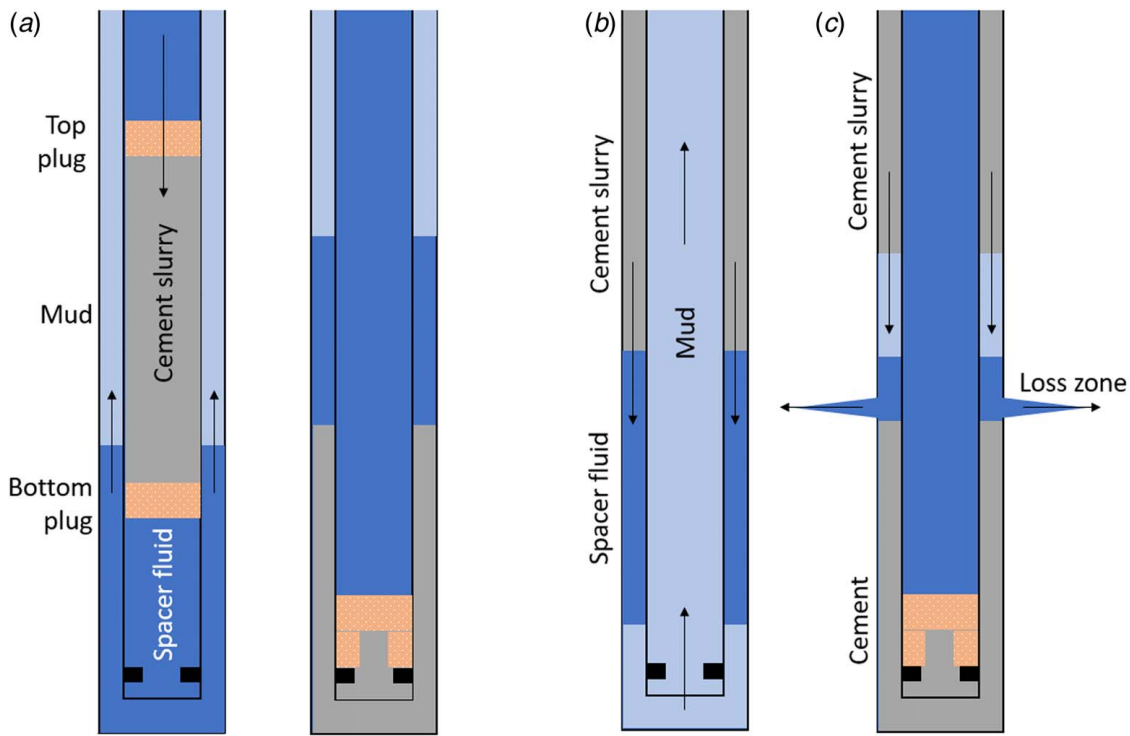 (a)
Top
plug
Mud
Bottom
plug
Cement slurry
Spacer fluid
(b)
Cement slurry
Spacer fluid
Mud
(c)
Cement slurry
Loss zone
Cement